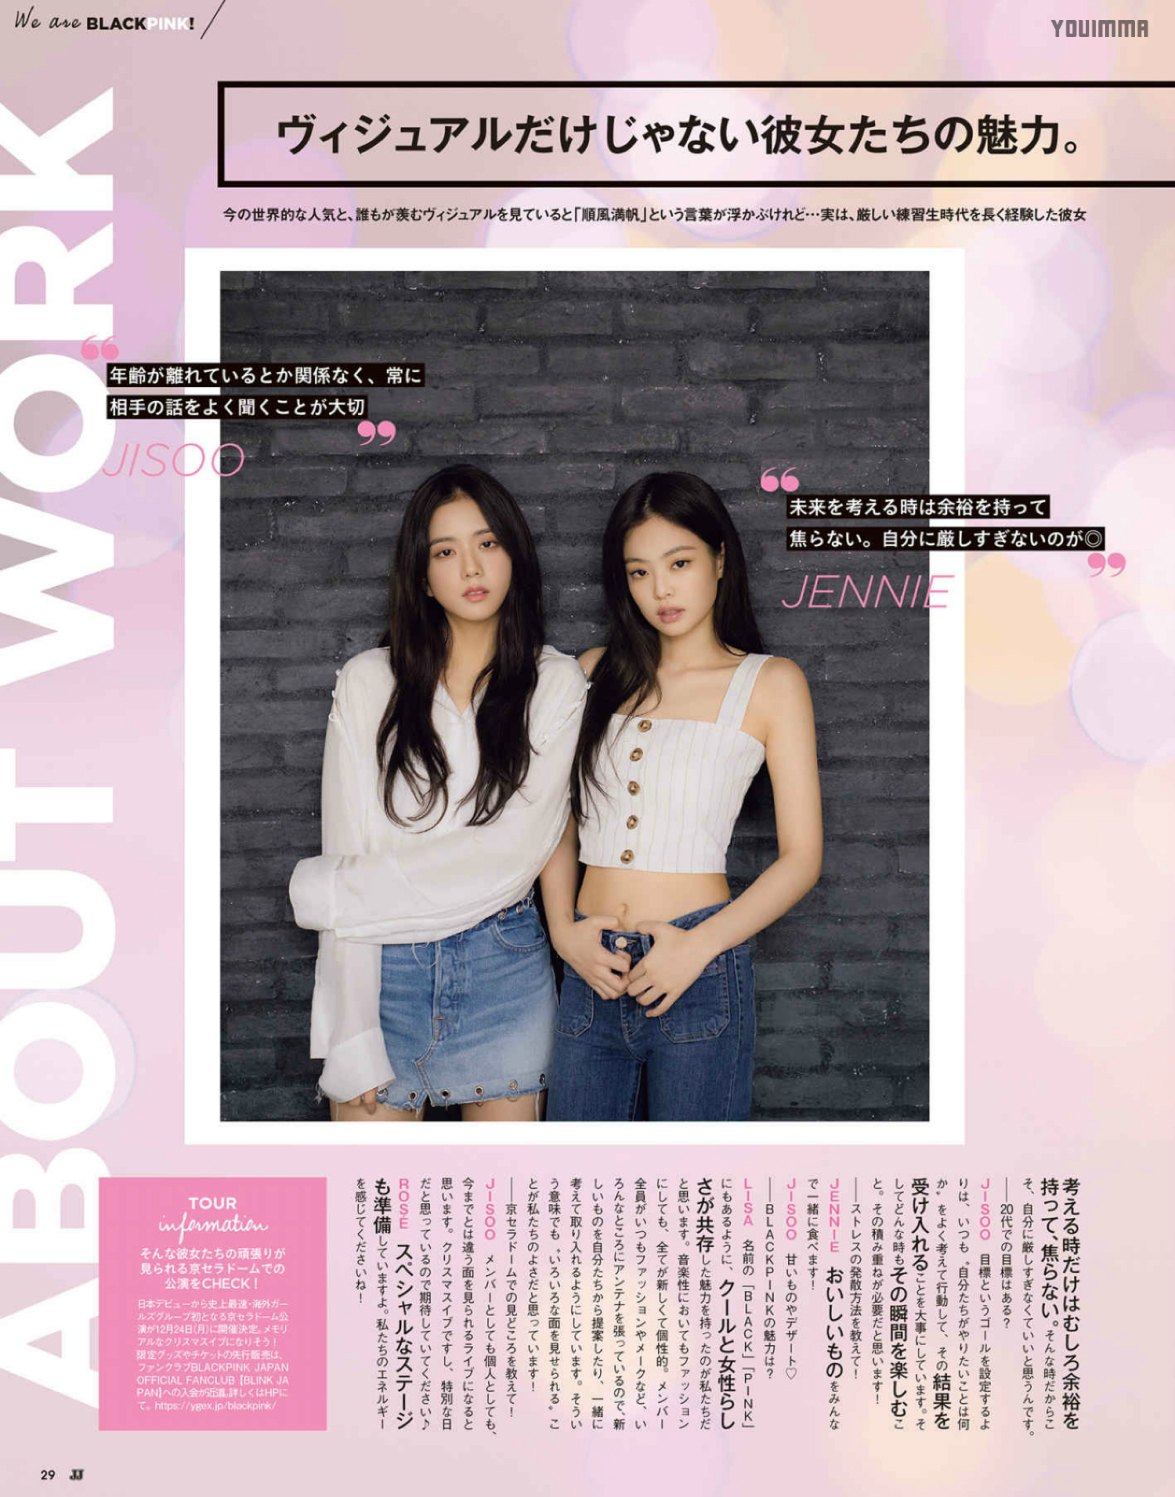 We are BLACKPINK!
YOUIMMA
ABOUT WORK
ヴィジュアルだけじゃない彼女たちの魅力。
今の世界的な人気と、誰もが羨むヴィジュアルを見ていると「順風満帆」という言葉が浮かぶけれど…実は、厳しい練習生時代を長く経験した彼女
“
年齢が離れているとか関係なく、常に
相手の話をよく聞くことが大切
”
JISOO
“
未来を考える時は余裕を持って
焦らない。自分に厳しすぎないのが◎
”
JENNIE
考える時だけはむしろ余裕を
持って、焦らない。そんな時だからこ
そ、自分に厳しすぎなくていいと思うんです。
──20代での目標はある？
JISOO 目標というゴールを設定するよ
りは、いつも“自分たちがやりたいことは何
か”をよく考えて行動して、その結果を
受け入れることを大事にしています。そ
してどんな時もその瞬間を楽しむこ
と。その積み重ねが必要だと思います！
──ストレスの発散方法を教えて！
JENNIE おいしいものをみんな
で一緒に食べます！
JISOO 甘いものやデザート♡
──BLACKPINKの魅力は？
LISA 名前の「BLACK」「PINK」
にもあるように、クールと女性らし
さが共存した魅力を持ったのが私たちだ
と思います。音楽性においてもファッション
にしても、全てが新しくて個性的。メンバー
全員がいつもファッションやメークなど、い
ろんなところにアンテナを張っているので、新
しいものを自分たちから提案したり、一緒に
考えて取り入れるようにしています。そうい
う意味でも“いろいろな面を見せられる”こ
とが私たちのよさだと思っています！
──京セラドームでの見どころを教えて！
JISOO メンバーとしても個人としても、
今までとは違う面を見られるライブになると
思います。クリスマスイブですし、特別な日
だと思っているので期待していてください♪
ROSÉ スペシャルなステージ
も準備していますよ。私たちのエネルギー
を感じてくださいね！
TOUR
information
そんな彼女たちの頑張りが
見られる京セラドームでの
公演をCHECK！
日本デビューから史上最速・海外ガー
ルズグループ初となる京セラドーム公
演が12月24日(月)に開催決定。メモリ
アルなクリスマスイブになりそう！
限定グッズやチケットの先行販売は、
ファンクラブBLACKPINK JAPAN
OFFICIAL FANCLUB【BLINK JA
PAN】への入会が近道。詳しくはHPに
て。https://ygex.jp/blackpink/
29 JJ